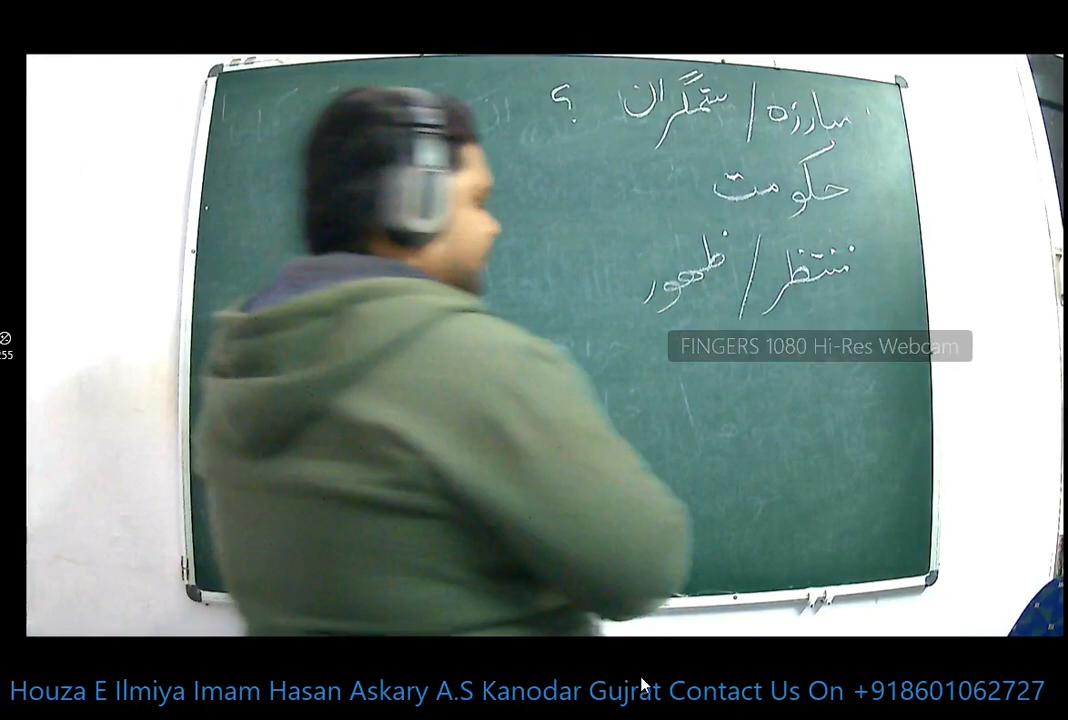 مبارزه / ستمگران ؟
حکومت
منتظر / ظهور
FINGERS 1080 Hi-Res Webcam
255
Houza E Ilmiya Imam Hasan Askary A.S Kanodar Gujrat Contact Us On +918601062727